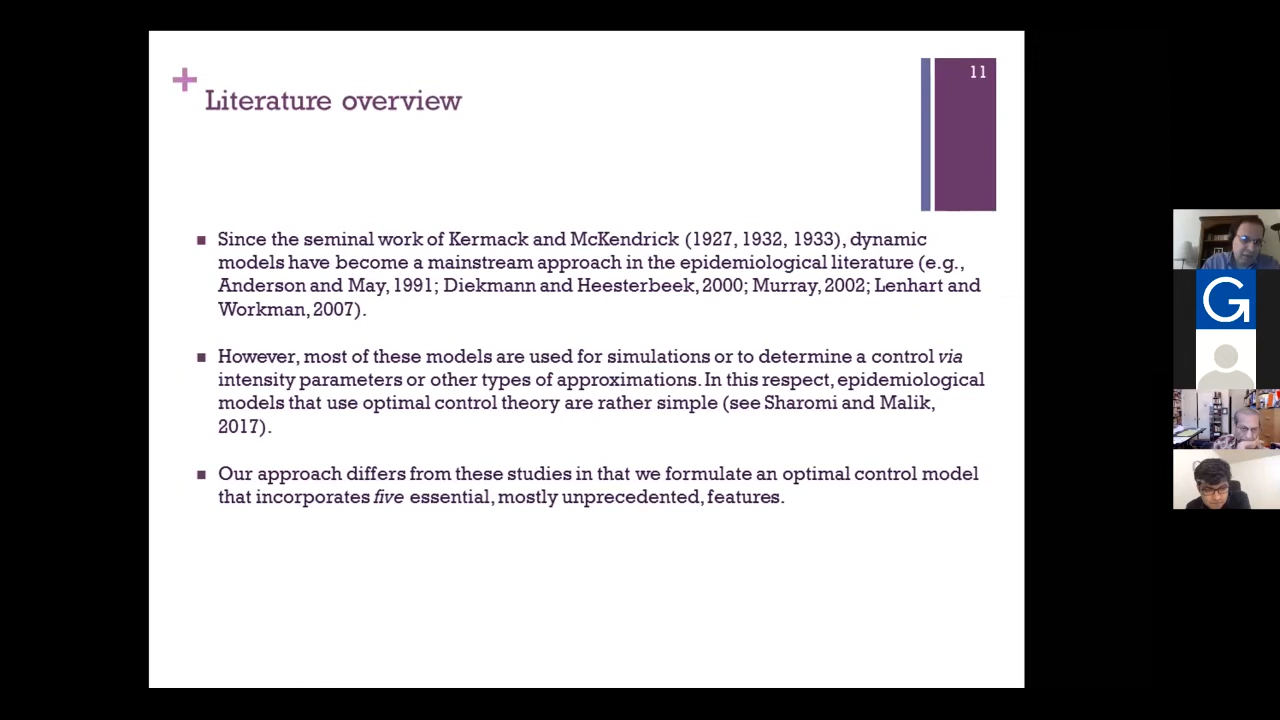 11
+
Literature overview
■ Since the seminal work of Kermack and McKendrick (1927, 1932, 1933), dynamic
models have become a mainstream approach in the epidemiological literature (e.g.,
Anderson and May, 1991; Diekmann and Heesterbeek, 2000; Murray, 2002; Lenhart and
Workman, 2007).
■ However, most of these models are used for simulations or to determine a control via
intensity parameters or other types of approximations. In this respect, epidemiological
models that use optimal control theory are rather simple (see Sharomi and Malik,
2017).
■ Our approach differs from these studies in that we formulate an optimal control model
that incorporates five essential, mostly unprecedented, features.
G